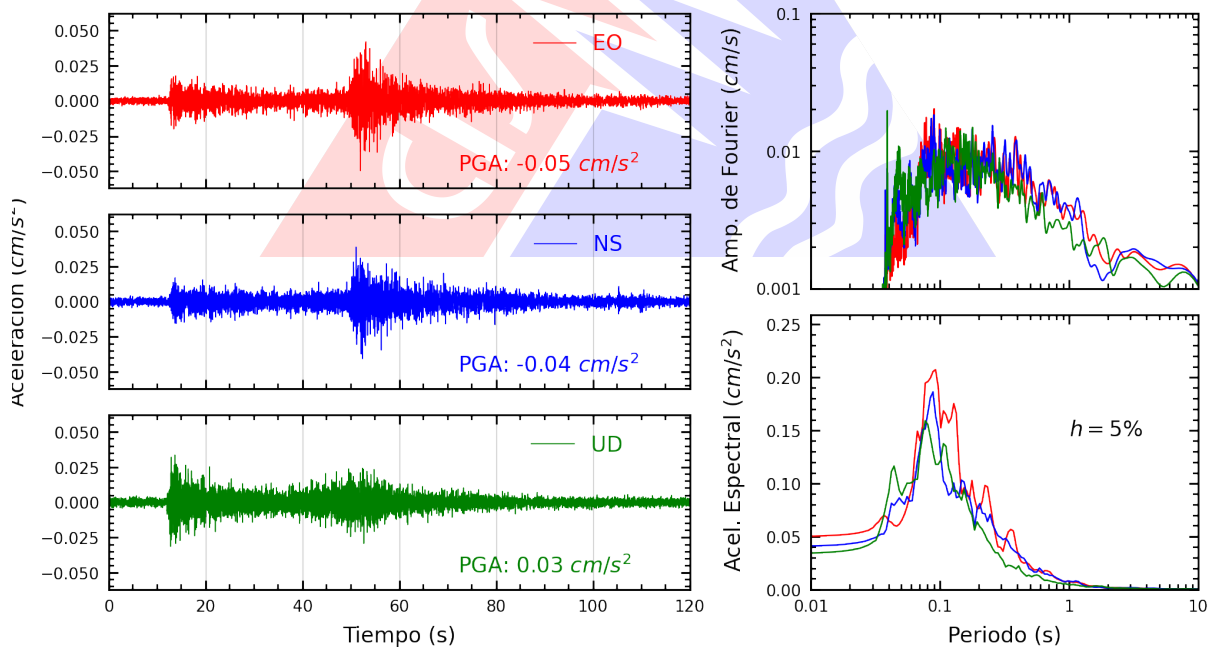 0.050
0.025
0.000
−0.025
−0.050
EO
PGA: -0.05 cm/s²
0.050
0.025
0.000
−0.025
−0.050
NS
PGA: -0.04 cm/s²
0.050
0.025
0.000
−0.025
−0.050
UD
PGA: 0.03 cm/s²
0 20 40 60 80 100 120
Tiempo (s)
Aceleracion (cm/s²)
0.1
0.01
0.001
Amp. de Fourier (cm/s)
0.25
0.20
0.15
0.10
0.05
0.00
Acel. Espectral (cm/s²)
h = 5%
0.01 0.1 1 10
Periodo (s)